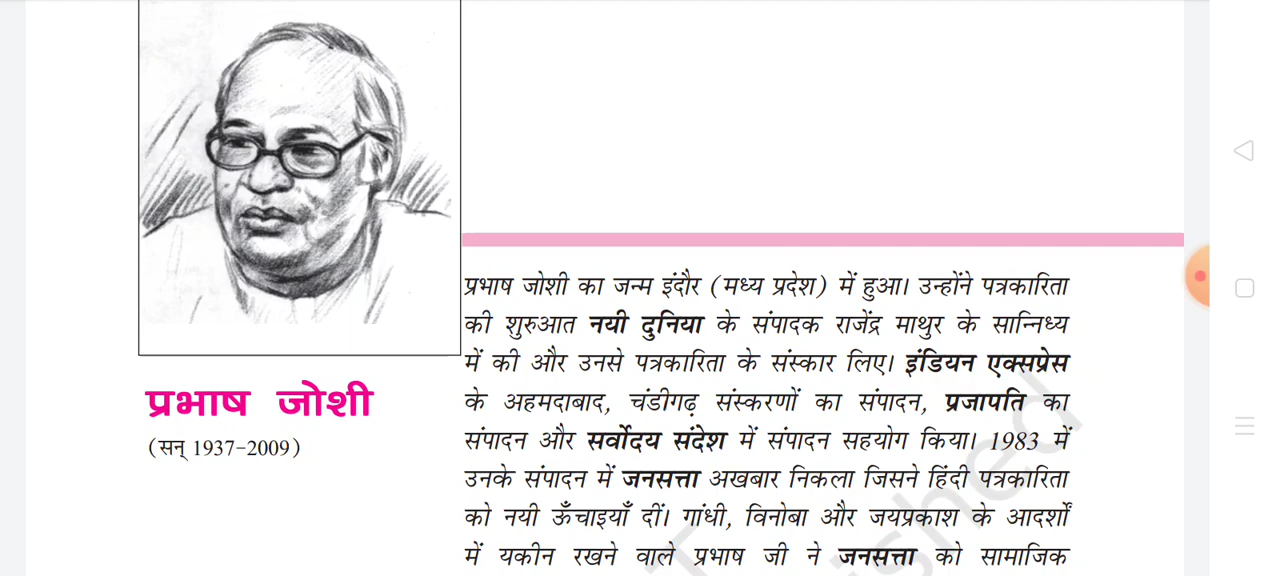 प्रभाष जोशी का जन्म इंदौर (मध्य प्रदेश) में हुआ। उन्होंने पत्रकारिता
की शुरुआत नयी दुनिया के संपादक राजेंद्र माथुर के सान्निध्य
में की और उनसे पत्रकारिता के संस्कार लिए। इंडियन एक्सप्रेस
के अहमदाबाद, चंडीगढ़ संस्करणों का संपादन, प्रजापति का
संपादन और सर्वोदय संदेश में संपादन सहयोग किया। 1983 में
उनके संपादन में जनसत्ता अखबार निकला जिसने हिंदी पत्रकारिता
को नयी ऊँचाइयाँ दीं। गांधी, विनोबा और जयप्रकाश के आदर्शों
में यकीन रखने वाले प्रभाष जी ने जनसत्ता को सामाजिक
प्रभाष जोशी
(सन् 1937-2009)